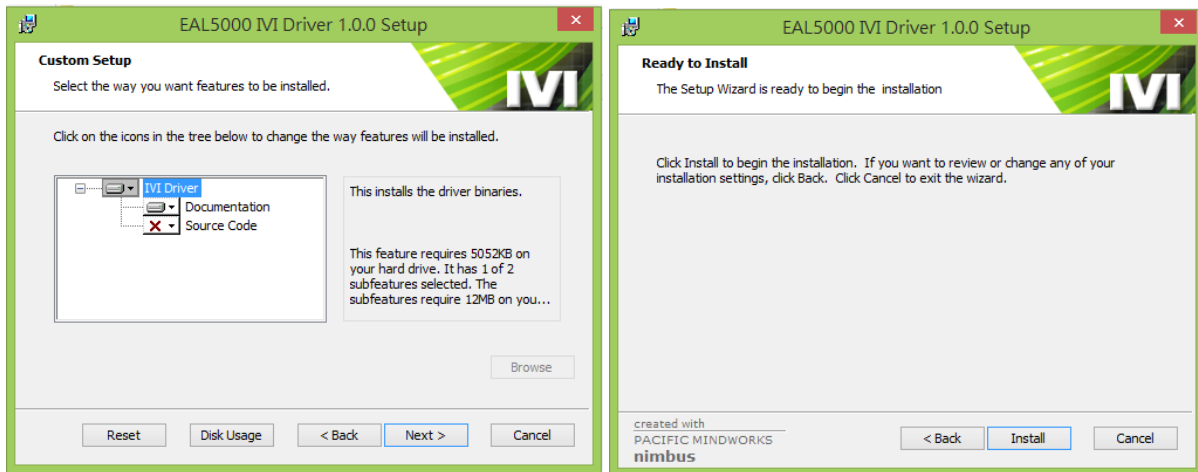 EAL5000 IVI Driver 1.0.0 Setup
Custom Setup
Select the way you want features to be installed.
IVI
Click on the icons in the tree below to change the way features will be installed.
IVI Driver
Documentation
Source Code
This installs the driver binaries.
This feature requires 5052KB on
your hard drive. It has 1 of 2
subfeatures selected. The
subfeatures require 12MB on you...
Browse
Reset
Disk Usage
< Back
Next >
Cancel
EAL5000 IVI Driver 1.0.0 Setup
Ready to Install
The Setup Wizard is ready to begin the installation
IVI
Click Install to begin the installation. If you want to review or change any of your
installation settings, click Back. Click Cancel to exit the wizard.
created with
PACIFIC MINDWORKS
nimbus
< Back
Install
Cancel